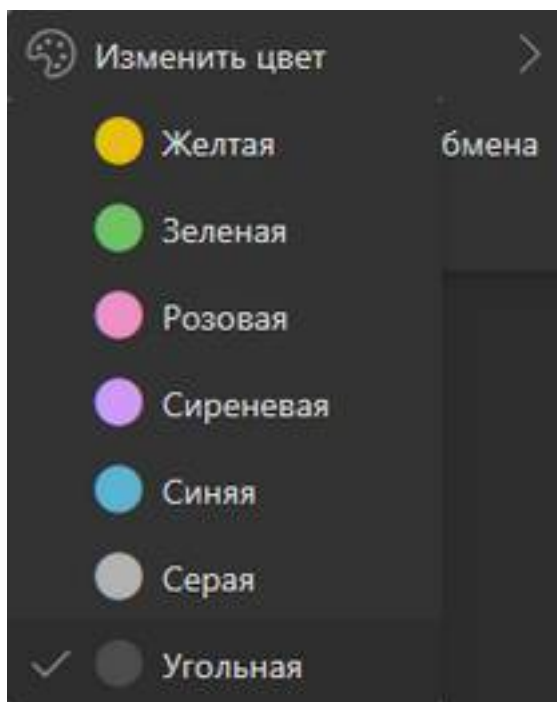 Изменить цвет
Желтая
бмена
Зеленая
Розовая
Сиреневая
Синяя
Серая
Угольная